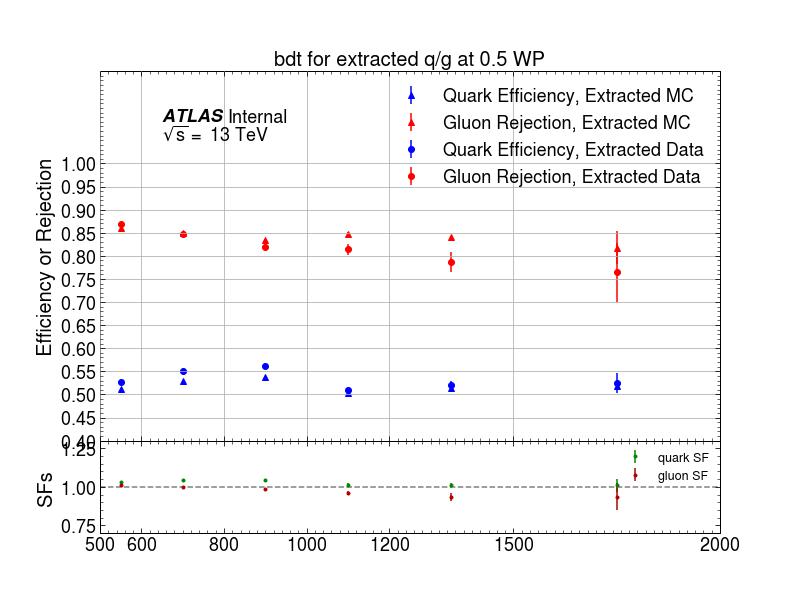 bdt for extracted q/g at 0.5 WP
ATLAS Internal
√s = 13 TeV
Quark Efficiency, Extracted MC
Gluon Rejection, Extracted MC
Quark Efficiency, Extracted Data
Gluon Rejection, Extracted Data
Efficiency or Rejection
1.00
0.95
0.90
0.85
0.80
0.75
0.70
0.65
0.60
0.55
0.50
0.45
0.40
SFs
1.25
1.00
0.75
quark SF
gluon SF
500 600 800 1000 1200 1500 2000